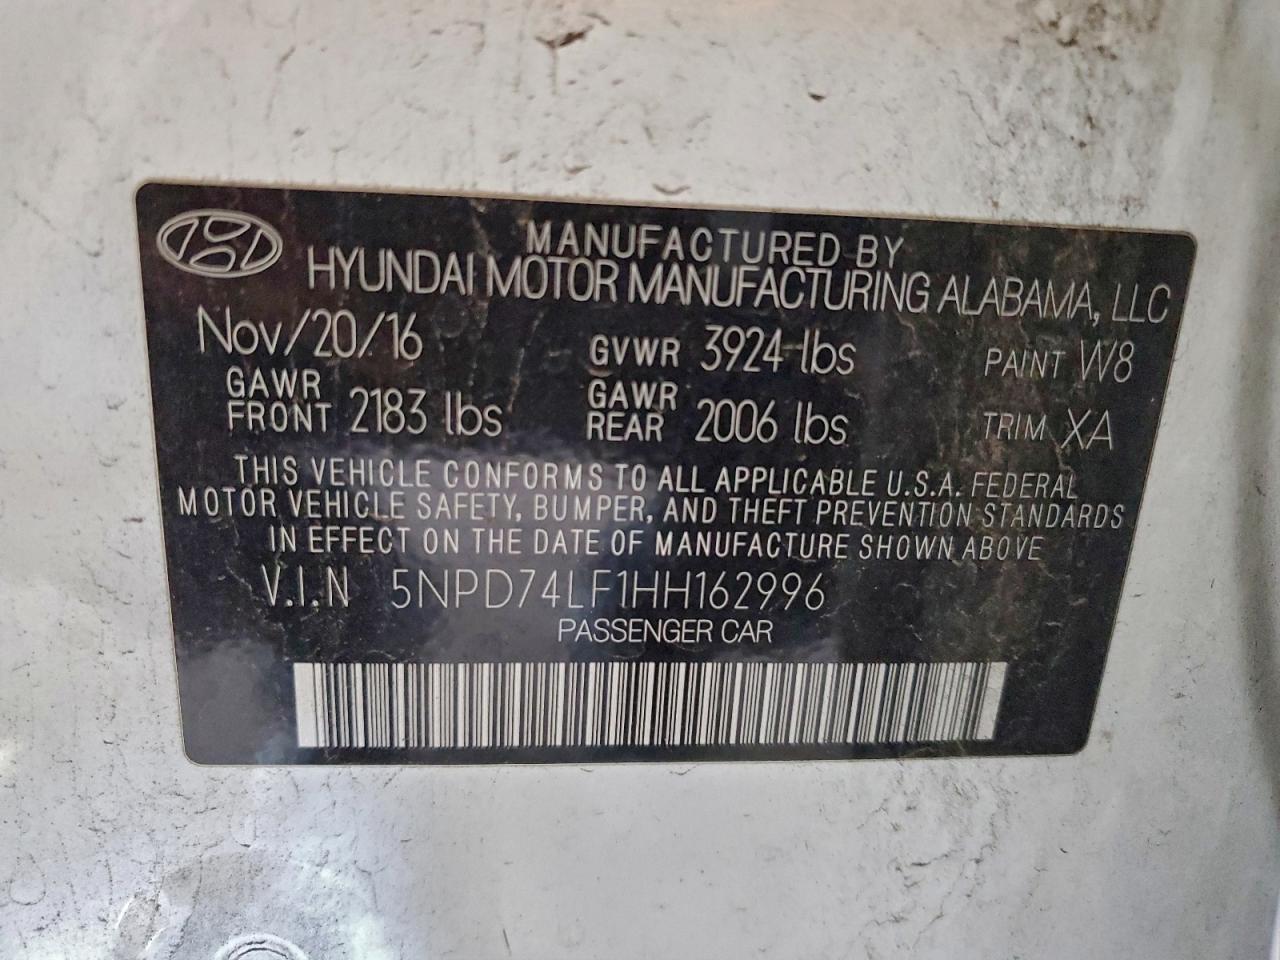 MANUFACTURED BY
HYUNDAI MOTOR MANUFACTURING ALABAMA, LLC
Nov/20/16 GVWR 3924 lbs PAINT W8
GAWR FRONT 2183 lbs GAWR REAR 2006 lbs TRIM XA
THIS VEHICLE CONFORMS TO ALL APPLICABLE U.S.A. FEDERAL
MOTOR VEHICLE SAFETY, BUMPER, AND THEFT PREVENTION STANDARDS
IN EFFECT ON THE DATE OF MANUFACTURE SHOWN ABOVE
V.I.N 5NPD74LF1HH162996
PASSENGER CAR